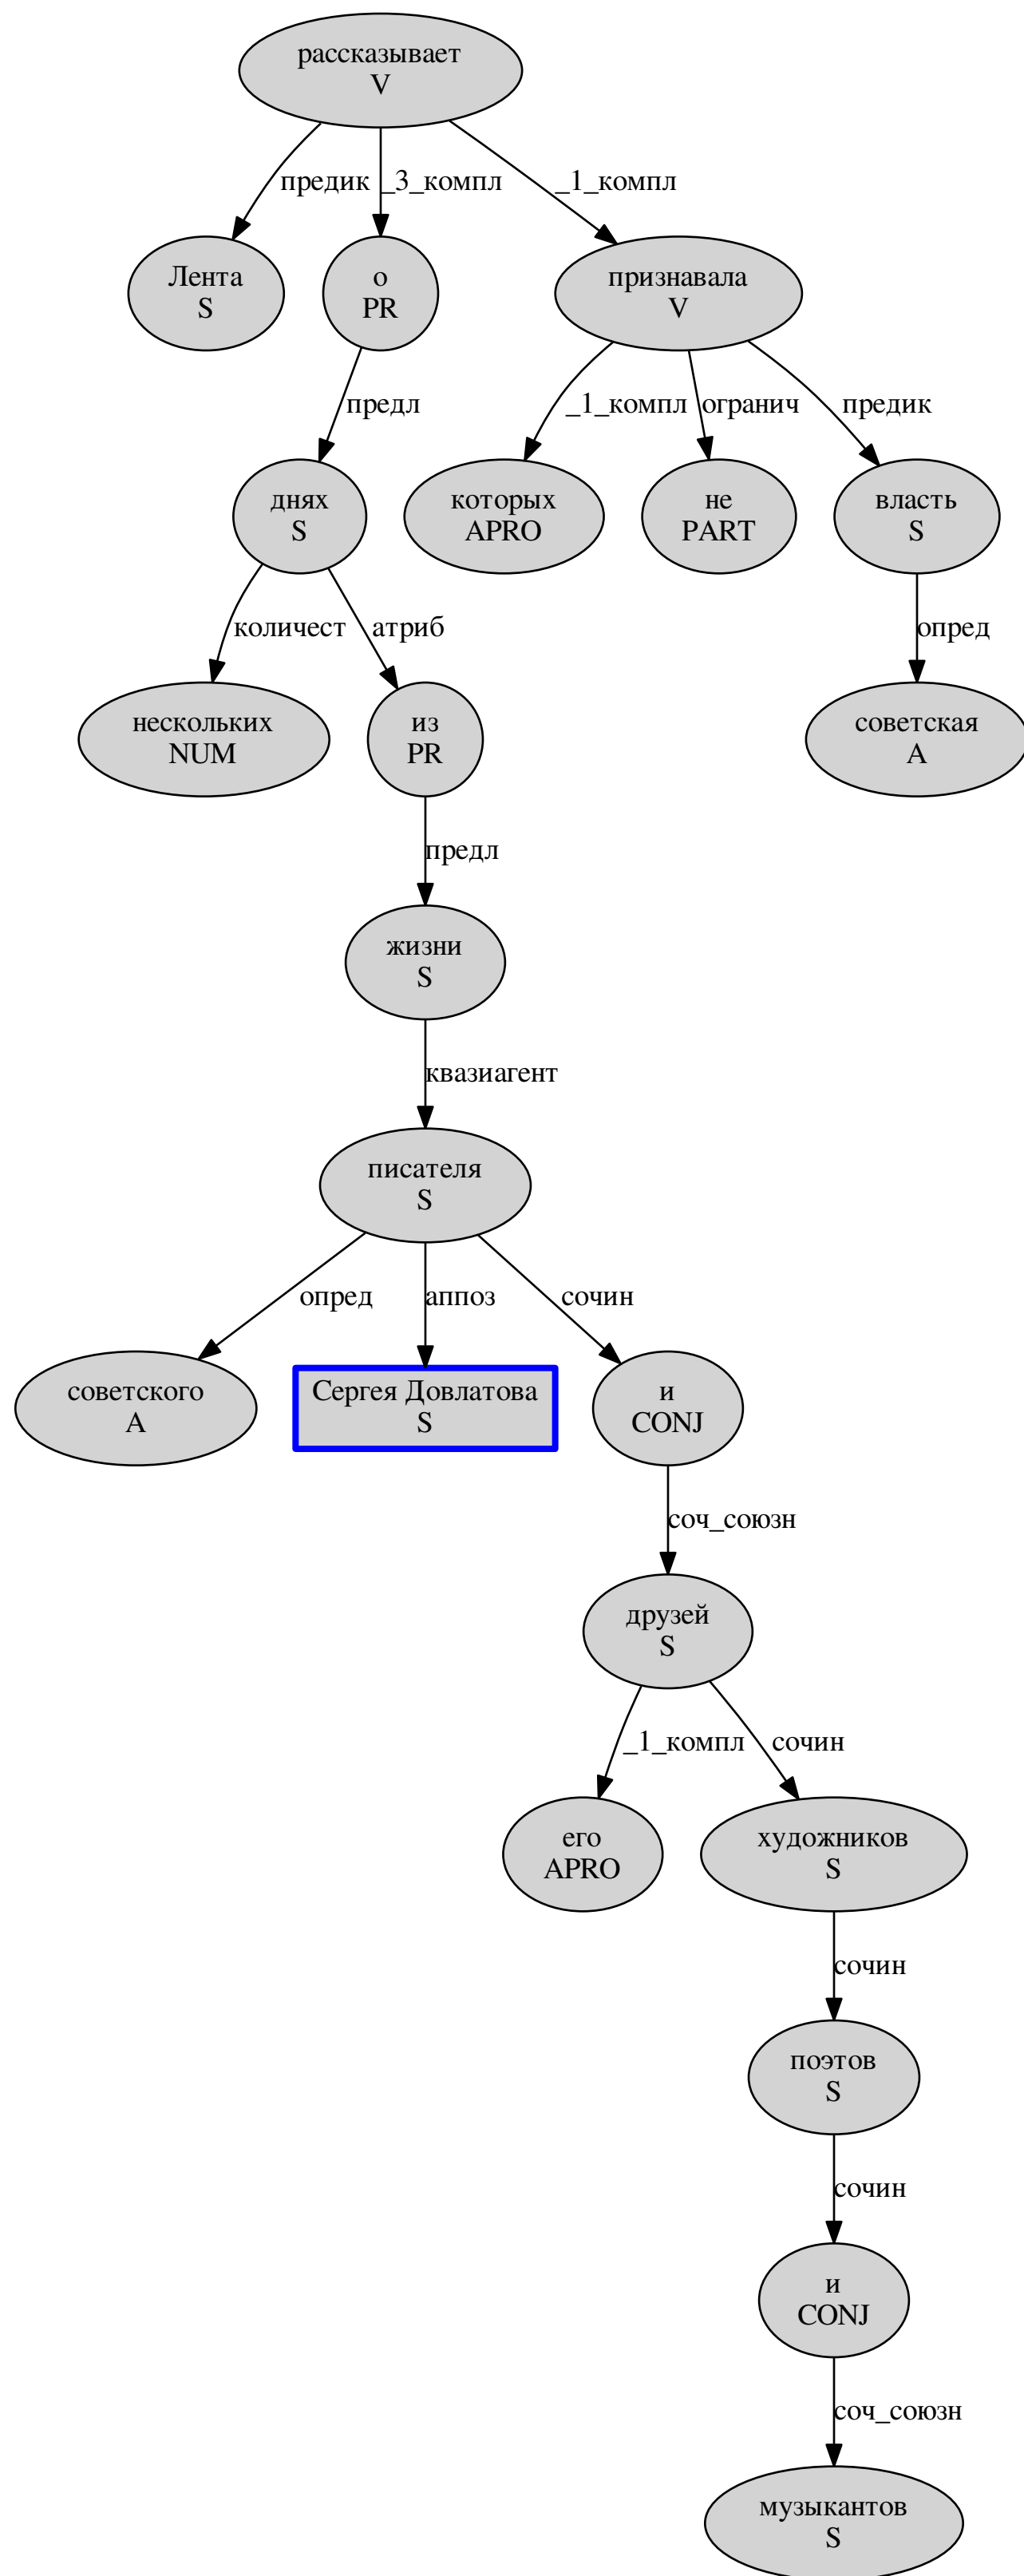 рассказывает
V
предик
_3_компл
_1_компл
Лента
S
о
PR
признавала
V
предл
_1_компл
огранич
предик
днях
S
которых
APRO
не
PART
власть
S
количест
атриб
опред
нескольких
NUM
из
PR
советская
A
предл
жизни
S
квазиагент
писателя
S
опред
аппоз
сочин
советского
A
Сергея Довлатова
S
и
CONJ
соч_союзн
друзей
S
_1_компл
сочин
его
APRO
художников
S
сочин
поэтов
S
сочин
и
CONJ
соч_союзн
музыкантов
S